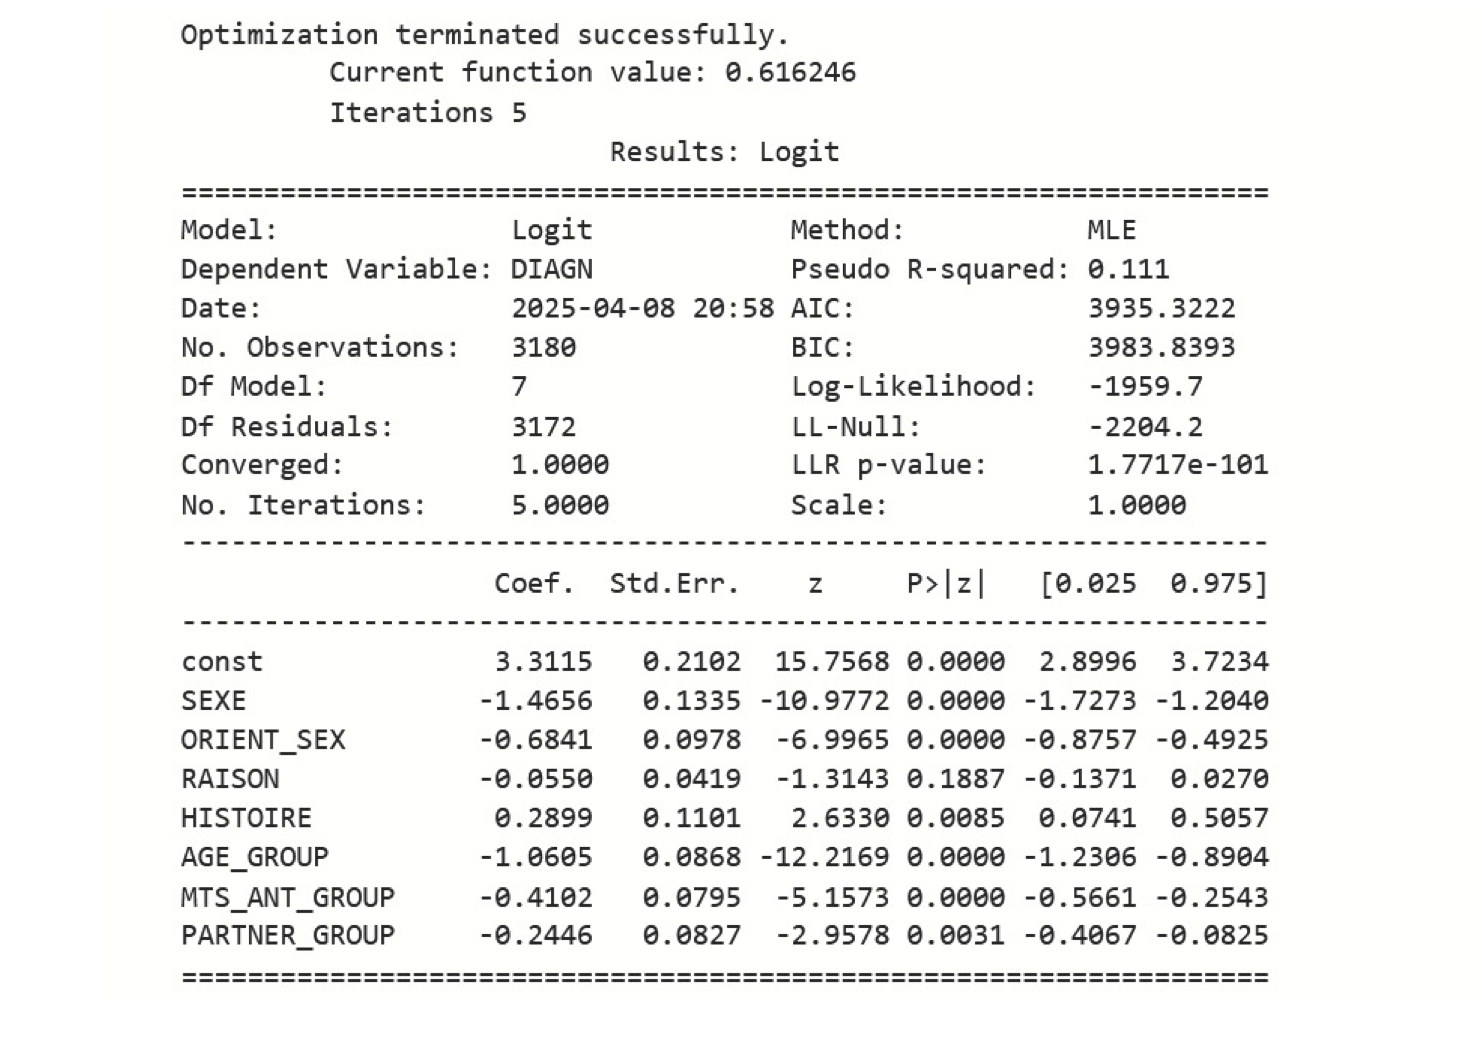 Optimization terminated successfully.
Current function value: 0.616246
Iterations 5
Results: Logit
==================================================================
Model: Logit Method: MLE
Dependent Variable: DIAGN Pseudo R-squared: 0.111
Date: 2025-04-08 20:58 AIC: 3935.3222
No. Observations: 3180 BIC: 3983.8393
Df Model: 7 Log-Likelihood: -1959.7
Df Residuals: 3172 LL-Null: -2204.2
Converged: 1.0000 LLR p-value: 1.7717e-101
No. Iterations: 5.0000 Scale: 1.0000
------------------------------------------------------------------
Coef. Std.Err. z P>|z| [0.025 0.975]
------------------------------------------------------------------
const 3.3115 0.2102 15.7568 0.0000 2.8996 3.7234
SEXE -1.4656 0.1335 -10.9772 0.0000 -1.7273 -1.2040
ORIENT_SEX -0.6841 0.0978 -6.9965 0.0000 -0.8757 -0.4925
RAISON -0.0550 0.0419 -1.3143 0.1887 -0.1371 0.0270
HISTOIRE 0.2899 0.1101 2.6330 0.0085 0.0741 0.5057
AGE_GROUP -1.0605 0.0868 -12.2169 0.0000 -1.2306 -0.8904
MTS_ANT_GROUP -0.4102 0.0795 -5.1573 0.0000 -0.5661 -0.2543
PARTNER_GROUP -0.2446 0.0827 -2.9578 0.0031 -0.4067 -0.0825
==================================================================